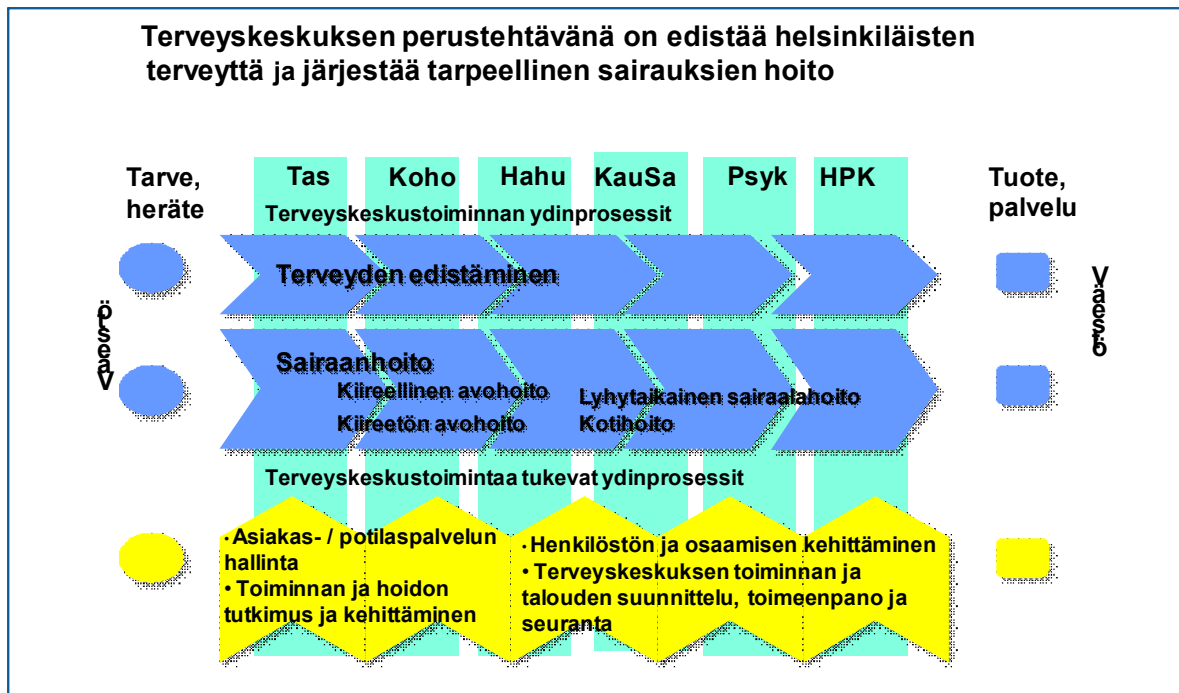 Terveyskeskuksen perustehtävänä on edistää helsinkiläisten
terveyttä ja järjestää tarpeellinen sairauksien hoito
Tarve,
heräte
Tas
Koho
Hahu
KauSa
Psyk
HPK
Tuote,
palvelu
Terveyskeskustoiminnan ydinprosessit
Terveyden edistäminen
Väestö
Väestö
Sairaanhoito
Kiireellinen avohoito
Kiireetön avohoito
Lyhytaikainen sairaalahoito
Kotihoito
Terveyskeskustoimintaa tukevat ydinprosessit
• Asiakas- / potilaspalvelun
hallinta
• Toiminnan ja hoidon
tutkimus ja kehittäminen
• Henkilöstön ja osaamisen kehittäminen
• Terveyskeskuksen toiminnan ja
talouden suunnittelu, toimeenpano ja
seuranta